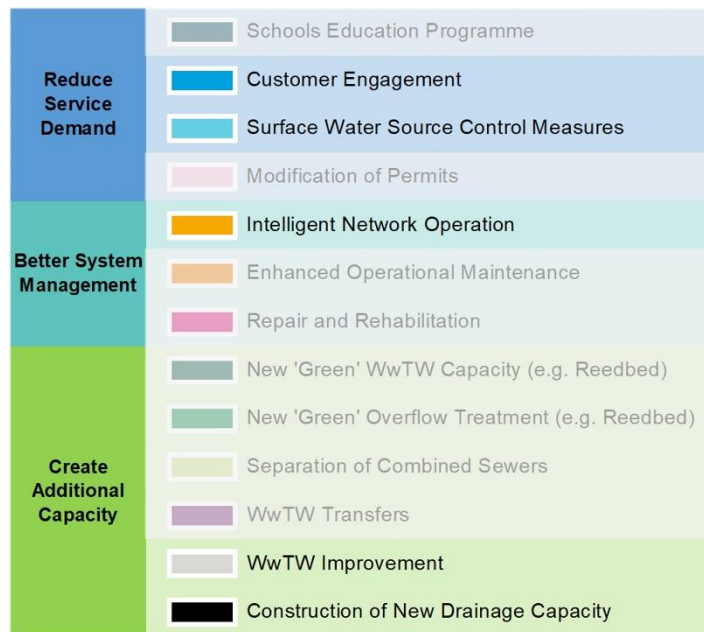 Reduce
Service
Demand
Schools Education Programme
Customer Engagement
Surface Water Source Control Measures
Modification of Permits
Better System
Management
Intelligent Network Operation
Enhanced Operational Maintenance
Repair and Rehabilitation
Create
Additional
Capacity
New 'Green' WwTW Capacity (e.g. Reedbed)
New 'Green' Overflow Treatment (e.g. Reedbed)
Separation of Combined Sewers
WwTW Transfers
WwTW Improvement
Construction of New Drainage Capacity